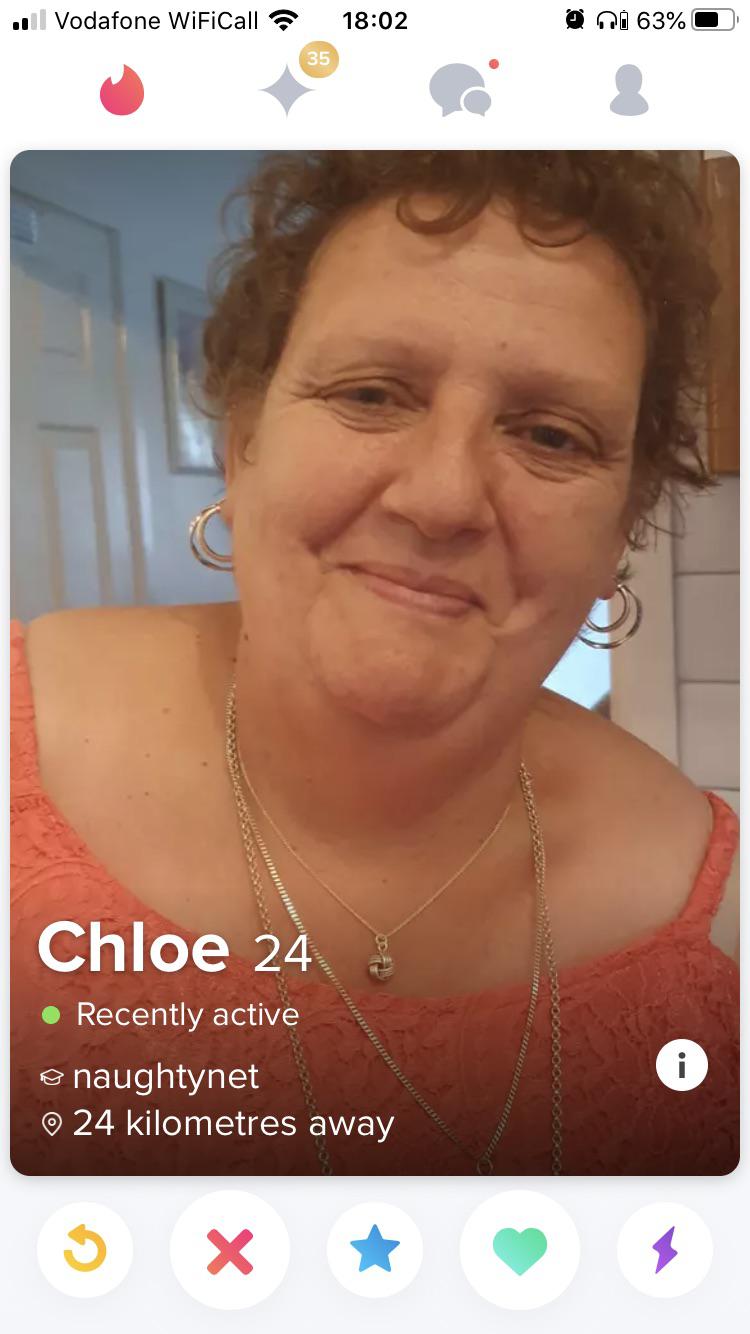 Vodafone WiFiCall 18:02 63%
35
Chloe 24
Recently active
naughtynet
24 kilometres away
i